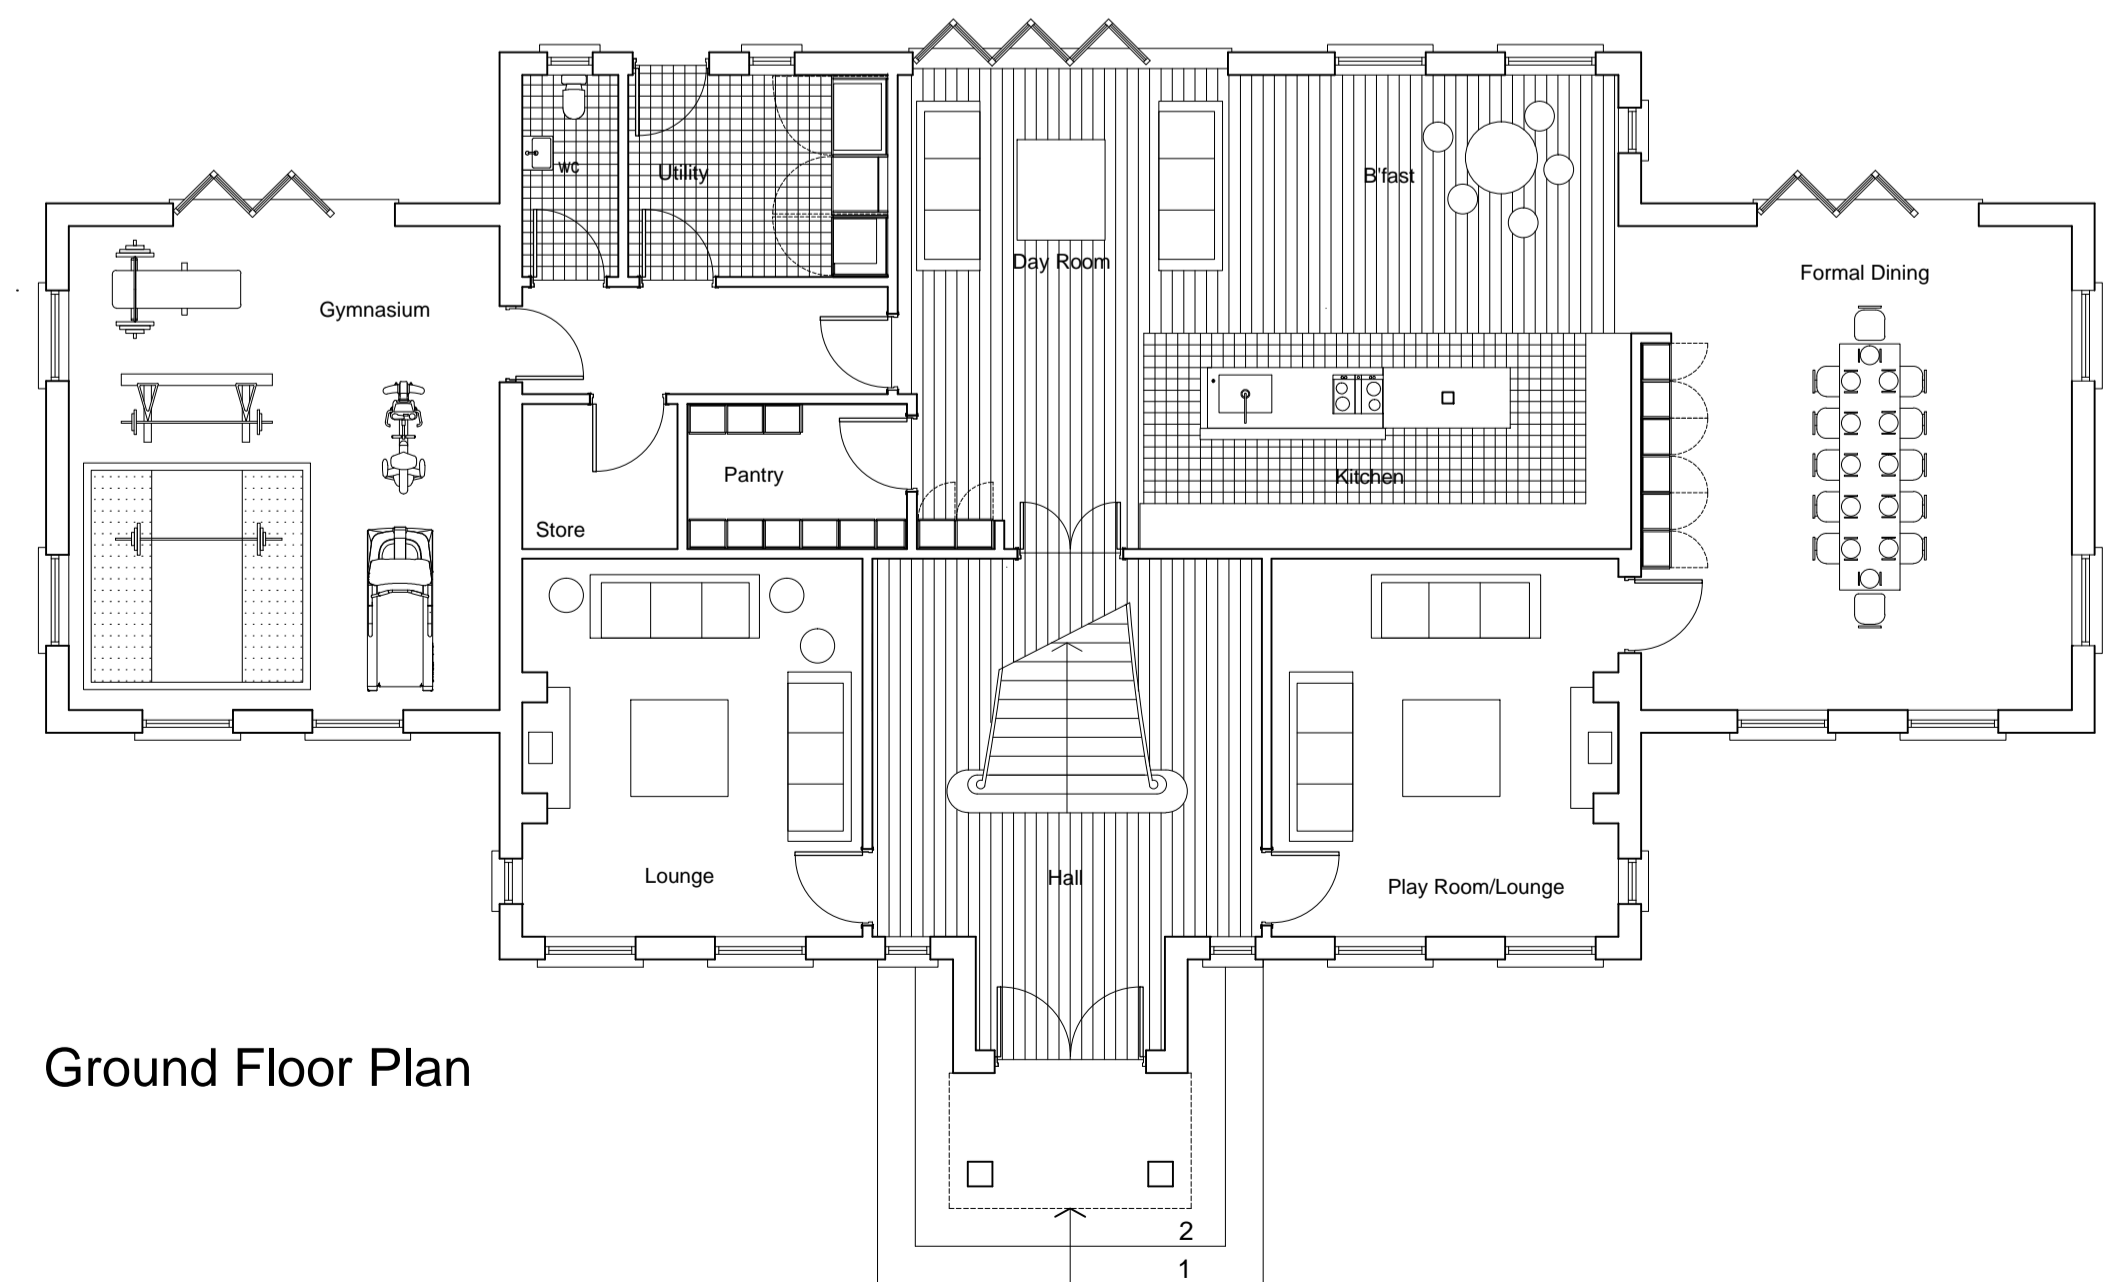 WC
Utility
B'fast
Day Room
Formal Dining
Gymnasium
Pantry
Kitchen
Store
Lounge
Hall
Play Room/Lounge
Ground Floor Plan
2
1